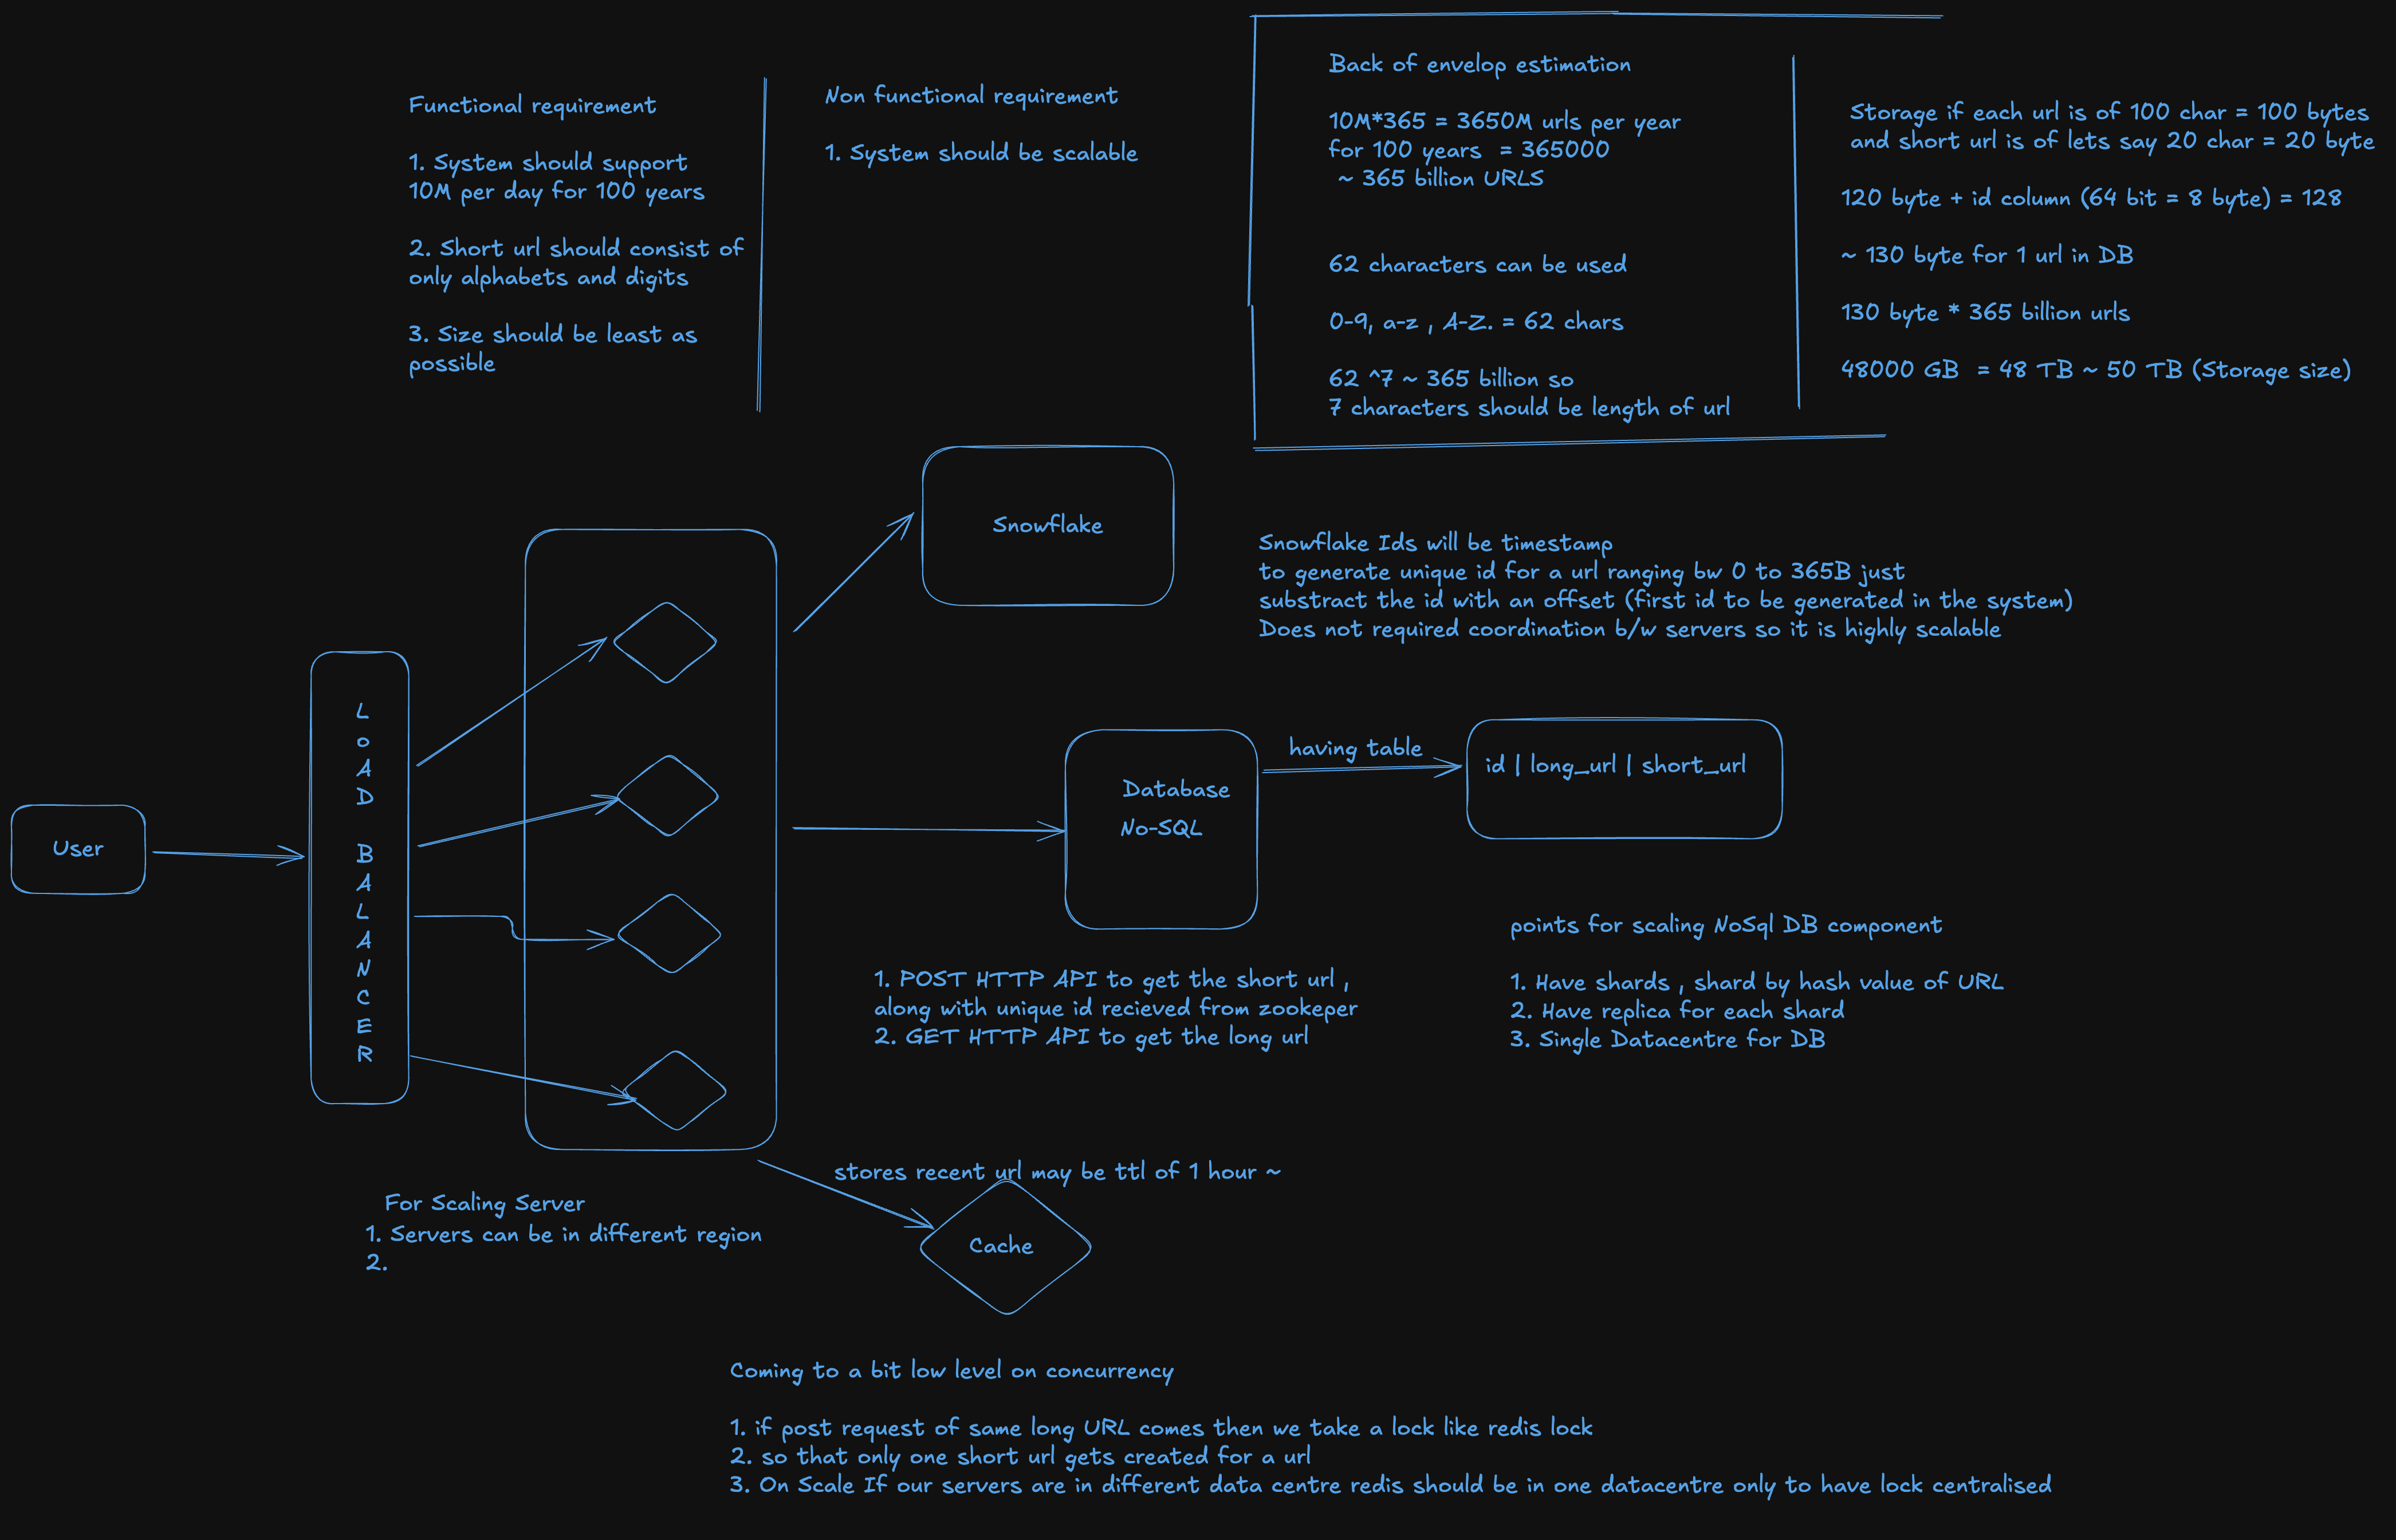 Functional requirement
1. System should support
10M per day for 100 years
2. Short url should consist of
only alphabets and digits
3. Size should be least as
possible
Non functional requirement
1. System should be scalable
Back of envelop estimation
10M*365 = 3650M urls per year
for 100 years = 365000
~ 365 billion URLS
62 characters can be used
0-9, a-z , A-Z. = 62 chars
62 ^7 ~ 365 billion so
7 characters should be length of url
Storage if each url is of 100 char = 100 bytes
and short url is of lets say 20 char = 20 byte
120 byte + id column (64 bit = 8 byte) = 128
~ 130 byte for 1 url in DB
130 byte * 365 billion urls
48000 GB = 48 TB ~ 50 TB (Storage size)
Snowflake
Snowflake Ids will be timestamp
to generate unique id for a url ranging bw 0 to 365B just
substract the id with an offset (first id to be generated in the system)
Does not required coordination b/w servers so it is highly scalable
User
LoAD BALANCER
Database
No-SQL
having table
id | long_url | short_url
1. POST HTTP API to get the short url ,
along with unique id recieved from zookeper
2. GET HTTP API to get the long url
points for scaling NoSql DB component
1. Have shards , shard by hash value of URL
2. Have replica for each shard
3. Single Datacentre for DB
For Scaling Server
1. Servers can be in different region
2.
stores recent url may be ttl of 1 hour ~
Cache
Coming to a bit low level on concurrency
1. if post request of same long URL comes then we take a lock like redis lock
2. so that only one short url gets created for a url
3. On Scale If our servers are in different data centre redis should be in one datacentre only to have lock centralised